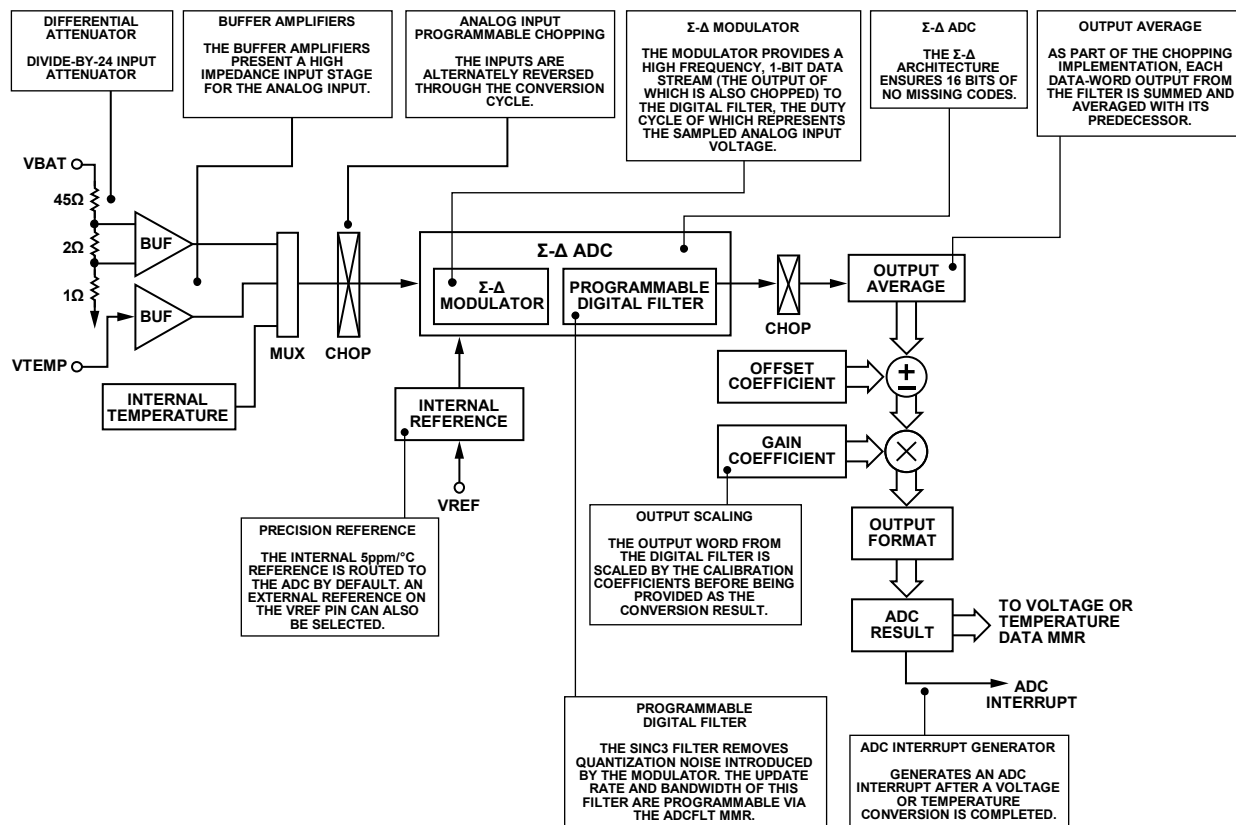 DIFFERENTIAL
ATTENUATOR
DIVIDE-BY-24 INPUT
ATTENUATOR
BUFFER AMPLIFIERS
THE BUFFER AMPLIFIERS
PRESENT A HIGH
IMPEDANCE INPUT STAGE
FOR THE ANALOG INPUT.
ANALOG INPUT
PROGRAMMABLE CHOPPING
THE INPUTS ARE
ALTERNATELY REVERSED
THROUGH THE CONVERSION
CYCLE.
Σ-Δ MODULATOR
THE MODULATOR PROVIDES A
HIGH FREQUENCY, 1-BIT DATA
STREAM (THE OUTPUT OF
WHICH IS ALSO CHOPPED) TO
THE DIGITAL FILTER, THE DUTY
CYCLE OF WHICH REPRESENTS
THE SAMPLED ANALOG INPUT
VOLTAGE.
Σ-Δ ADC
THE Σ-Δ
ARCHITECTURE
ENSURES 16 BITS OF
NO MISSING CODES.
OUTPUT AVERAGE
AS PART OF THE CHOPPING
IMPLEMENTATION, EACH
DATA-WORD OUTPUT FROM
THE FILTER IS SUMMED AND
AVERAGED WITH ITS
PREDECESSOR.
VBAT
45Ω
2Ω
1Ω
BUF
BUF
VTEMP
INTERNAL
TEMPERATURE
MUX
CHOP
Σ-Δ ADC
Σ-Δ
MODULATOR
PROGRAMMABLE
DIGITAL FILTER
CHOP
OUTPUT
AVERAGE
INTERNAL
REFERENCE
VREF
OFFSET
COEFFICIENT
±
GAIN
COEFFICIENT
×
OUTPUT
FORMAT
ADC
RESULT
TO VOLTAGE OR
TEMPERATURE
DATA MMR
ADC
INTERRUPT
PRECISION REFERENCE
THE INTERNAL 5ppm/°C
REFERENCE IS ROUTED TO
THE ADC BY DEFAULT. AN
EXTERNAL REFERENCE ON
THE VREF PIN CAN ALSO
BE SELECTED.
OUTPUT SCALING
THE OUTPUT WORD FROM
THE DIGITAL FILTER IS
SCALED BY THE CALIBRATION
COEFFICIENTS BEFORE BEING
PROVIDED AS THE
CONVERSION RESULT.
PROGRAMMABLE
DIGITAL FILTER
THE SINC3 FILTER REMOVES
QUANTIZATION NOISE INTRODUCED
BY THE MODULATOR. THE UPDATE
RATE AND BANDWIDTH OF THIS
FILTER ARE PROGRAMMABLE VIA
THE ADCFLT MMR.
ADC INTERRUPT GENERATOR
GENERATES AN ADC
INTERRUPT AFTER A VOLTAGE
OR TEMPERATURE
CONVERSION IS COMPLETED.